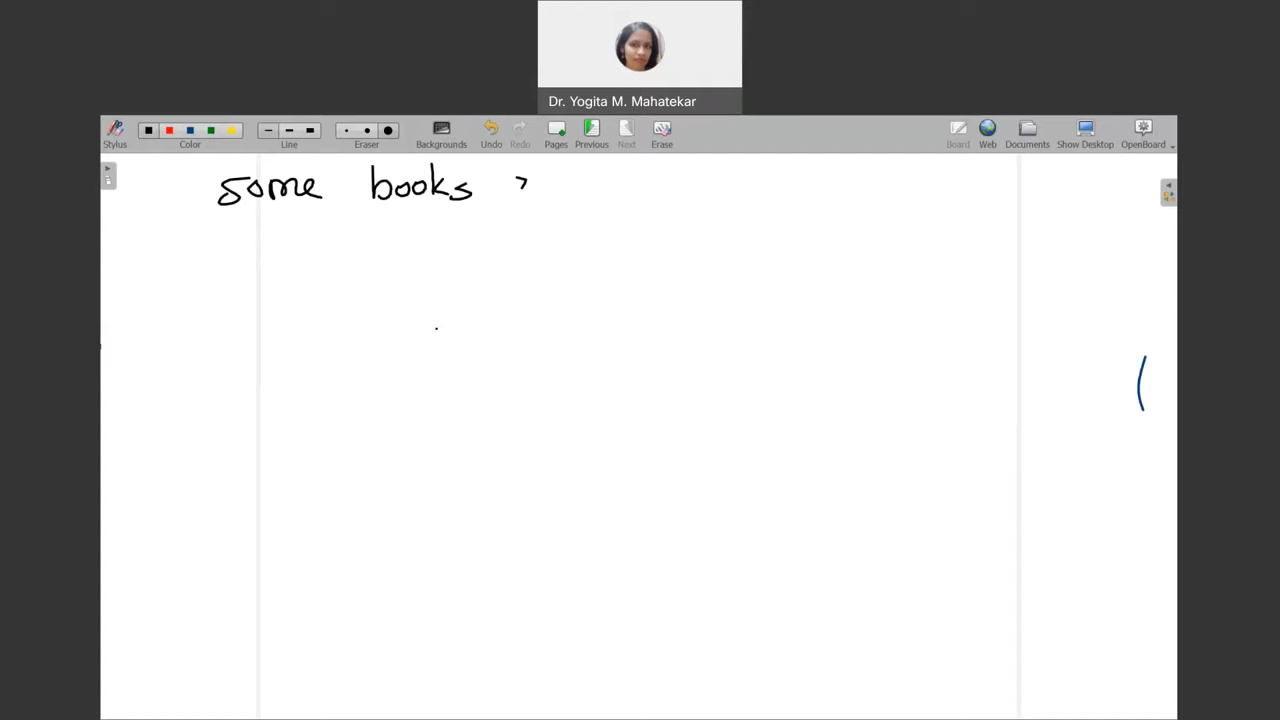 Dr. Yogita M. Mahatekar
Stylus Color Line Eraser Backgrounds Undo Redo Pages Previous Next Erase Board Web Documents Show Desktop OpenBoard
some books
(